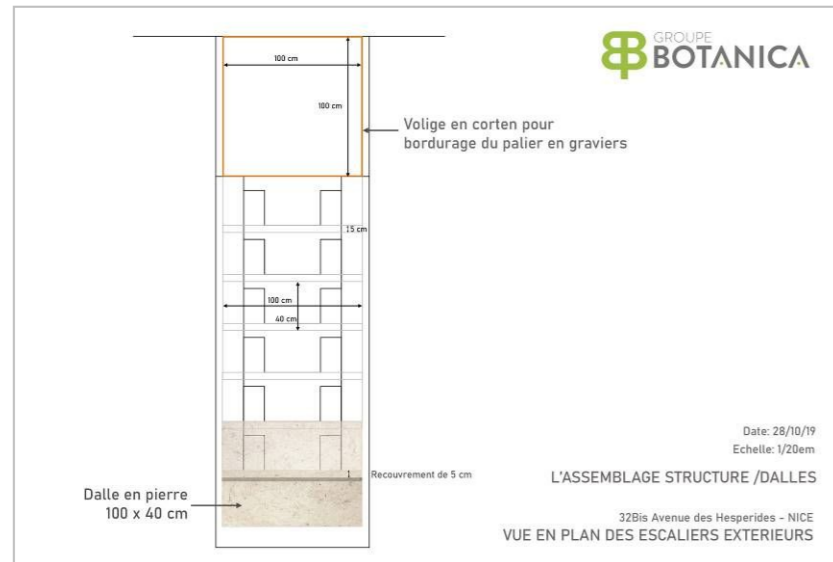 GROUPE
BOTANICA
100 cm
100 cm
Volige en corten pour
bordurage du palier en graviers
15 cm
100 cm
40 cm
Recouvrement de 5 cm
Dalle en pierre
100 x 40 cm
Date: 28/10/19
Echelle: 1/20em
L'ASSEMBLAGE STRUCTURE /DALLES
32Bis Avenue des Hesperides - NICE
VUE EN PLAN DES ESCALIERS EXTERIEURS